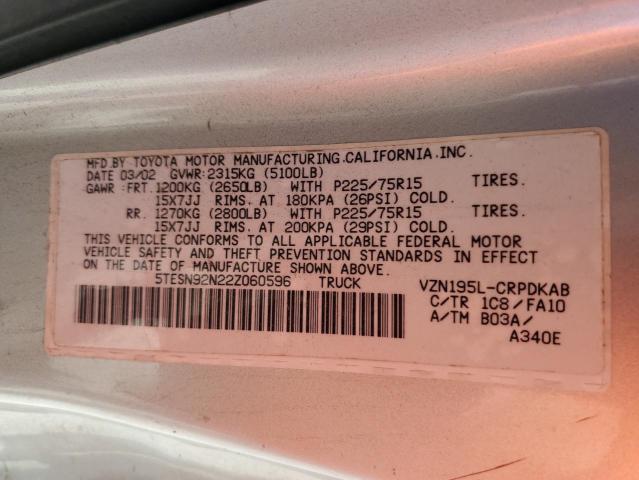 MFD.BY TOYOTA MOTOR MANUFACTURING.CALIFORNIA.INC.
DATE 03/02 GVWR:2315KG (5100LB)
GAWR:FRT.1200KG (2650LB) WITH P225/75R15 TIRES.
15X7JJ RIMS. AT 180KPA (26PSI) COLD.
RR. 1270KG (2800LB) WITH P225/75R15 TIRES.
15X7JJ RIMS. AT 200KPA (29PSI) COLD.
THIS VEHICLE CONFORMS TO ALL APPLICABLE FEDERAL MOTOR
VEHICLE SAFETY AND THEFT PREVENTION STANDARDS IN EFFECT
ON THE DATE OF MANUFACTURE SHOWN ABOVE.
5TESN92N22Z060596 TRUCK VZN195L-CRPDKAB
C/TR 1C8/FA10
A/TM B03A/
A340E